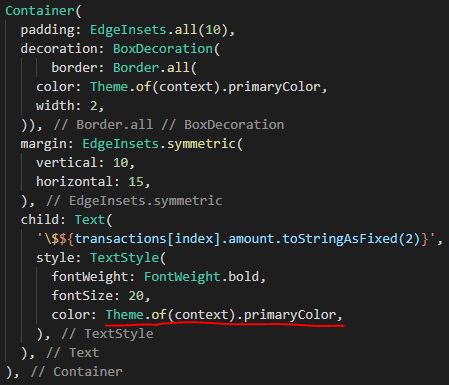 Container(
  padding: EdgeInsets.all(10),
  decoration: BoxDecoration(
      border: Border.all(
    color: Theme.of(context).primaryColor,
    width: 2,
  )), // Border.all // BoxDecoration
  margin: EdgeInsets.symmetric(
    vertical: 10,
    horizontal: 15,
  ), // EdgeInsets.symmetric
  child: Text(
    '\$${transactions[index].amount.toStringAsFixed(2)}',
    style: TextStyle(
      fontWeight: FontWeight.bold,
      fontSize: 20,
      color: Theme.of(context).primaryColor,
    ), // TextStyle
  ), // Text
), // Container